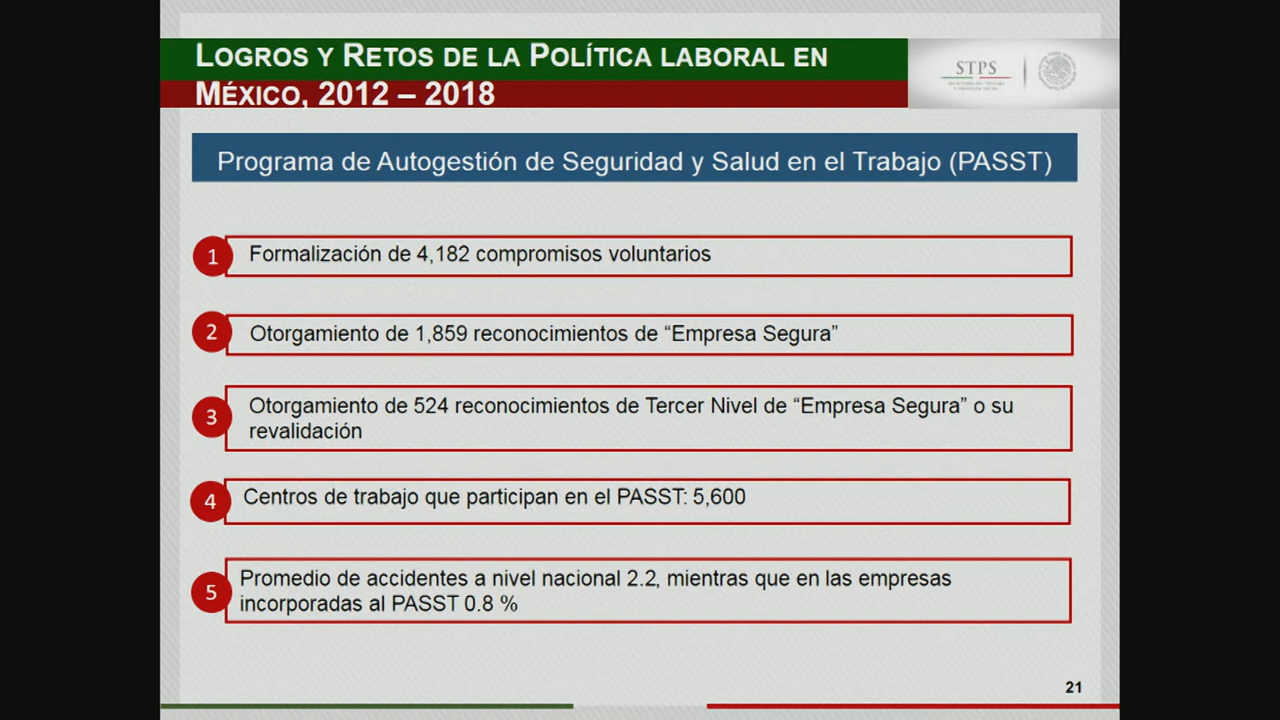 LOGROS Y RETOS DE LA POLÍTICA LABORAL EN
MÉXICO, 2012 – 2018
STPS
Programa de Autogestión de Seguridad y Salud en el Trabajo (PASST)
1
Formalización de 4,182 compromisos voluntarios
2
Otorgamiento de 1,859 reconocimientos de “Empresa Segura”
3
Otorgamiento de 524 reconocimientos de Tercer Nivel de “Empresa Segura” o su
revalidación
4
Centros de trabajo que participan en el PASST: 5,600
5
Promedio de accidentes a nivel nacional 2.2, mientras que en las empresas
incorporadas al PASST 0.8 %
21